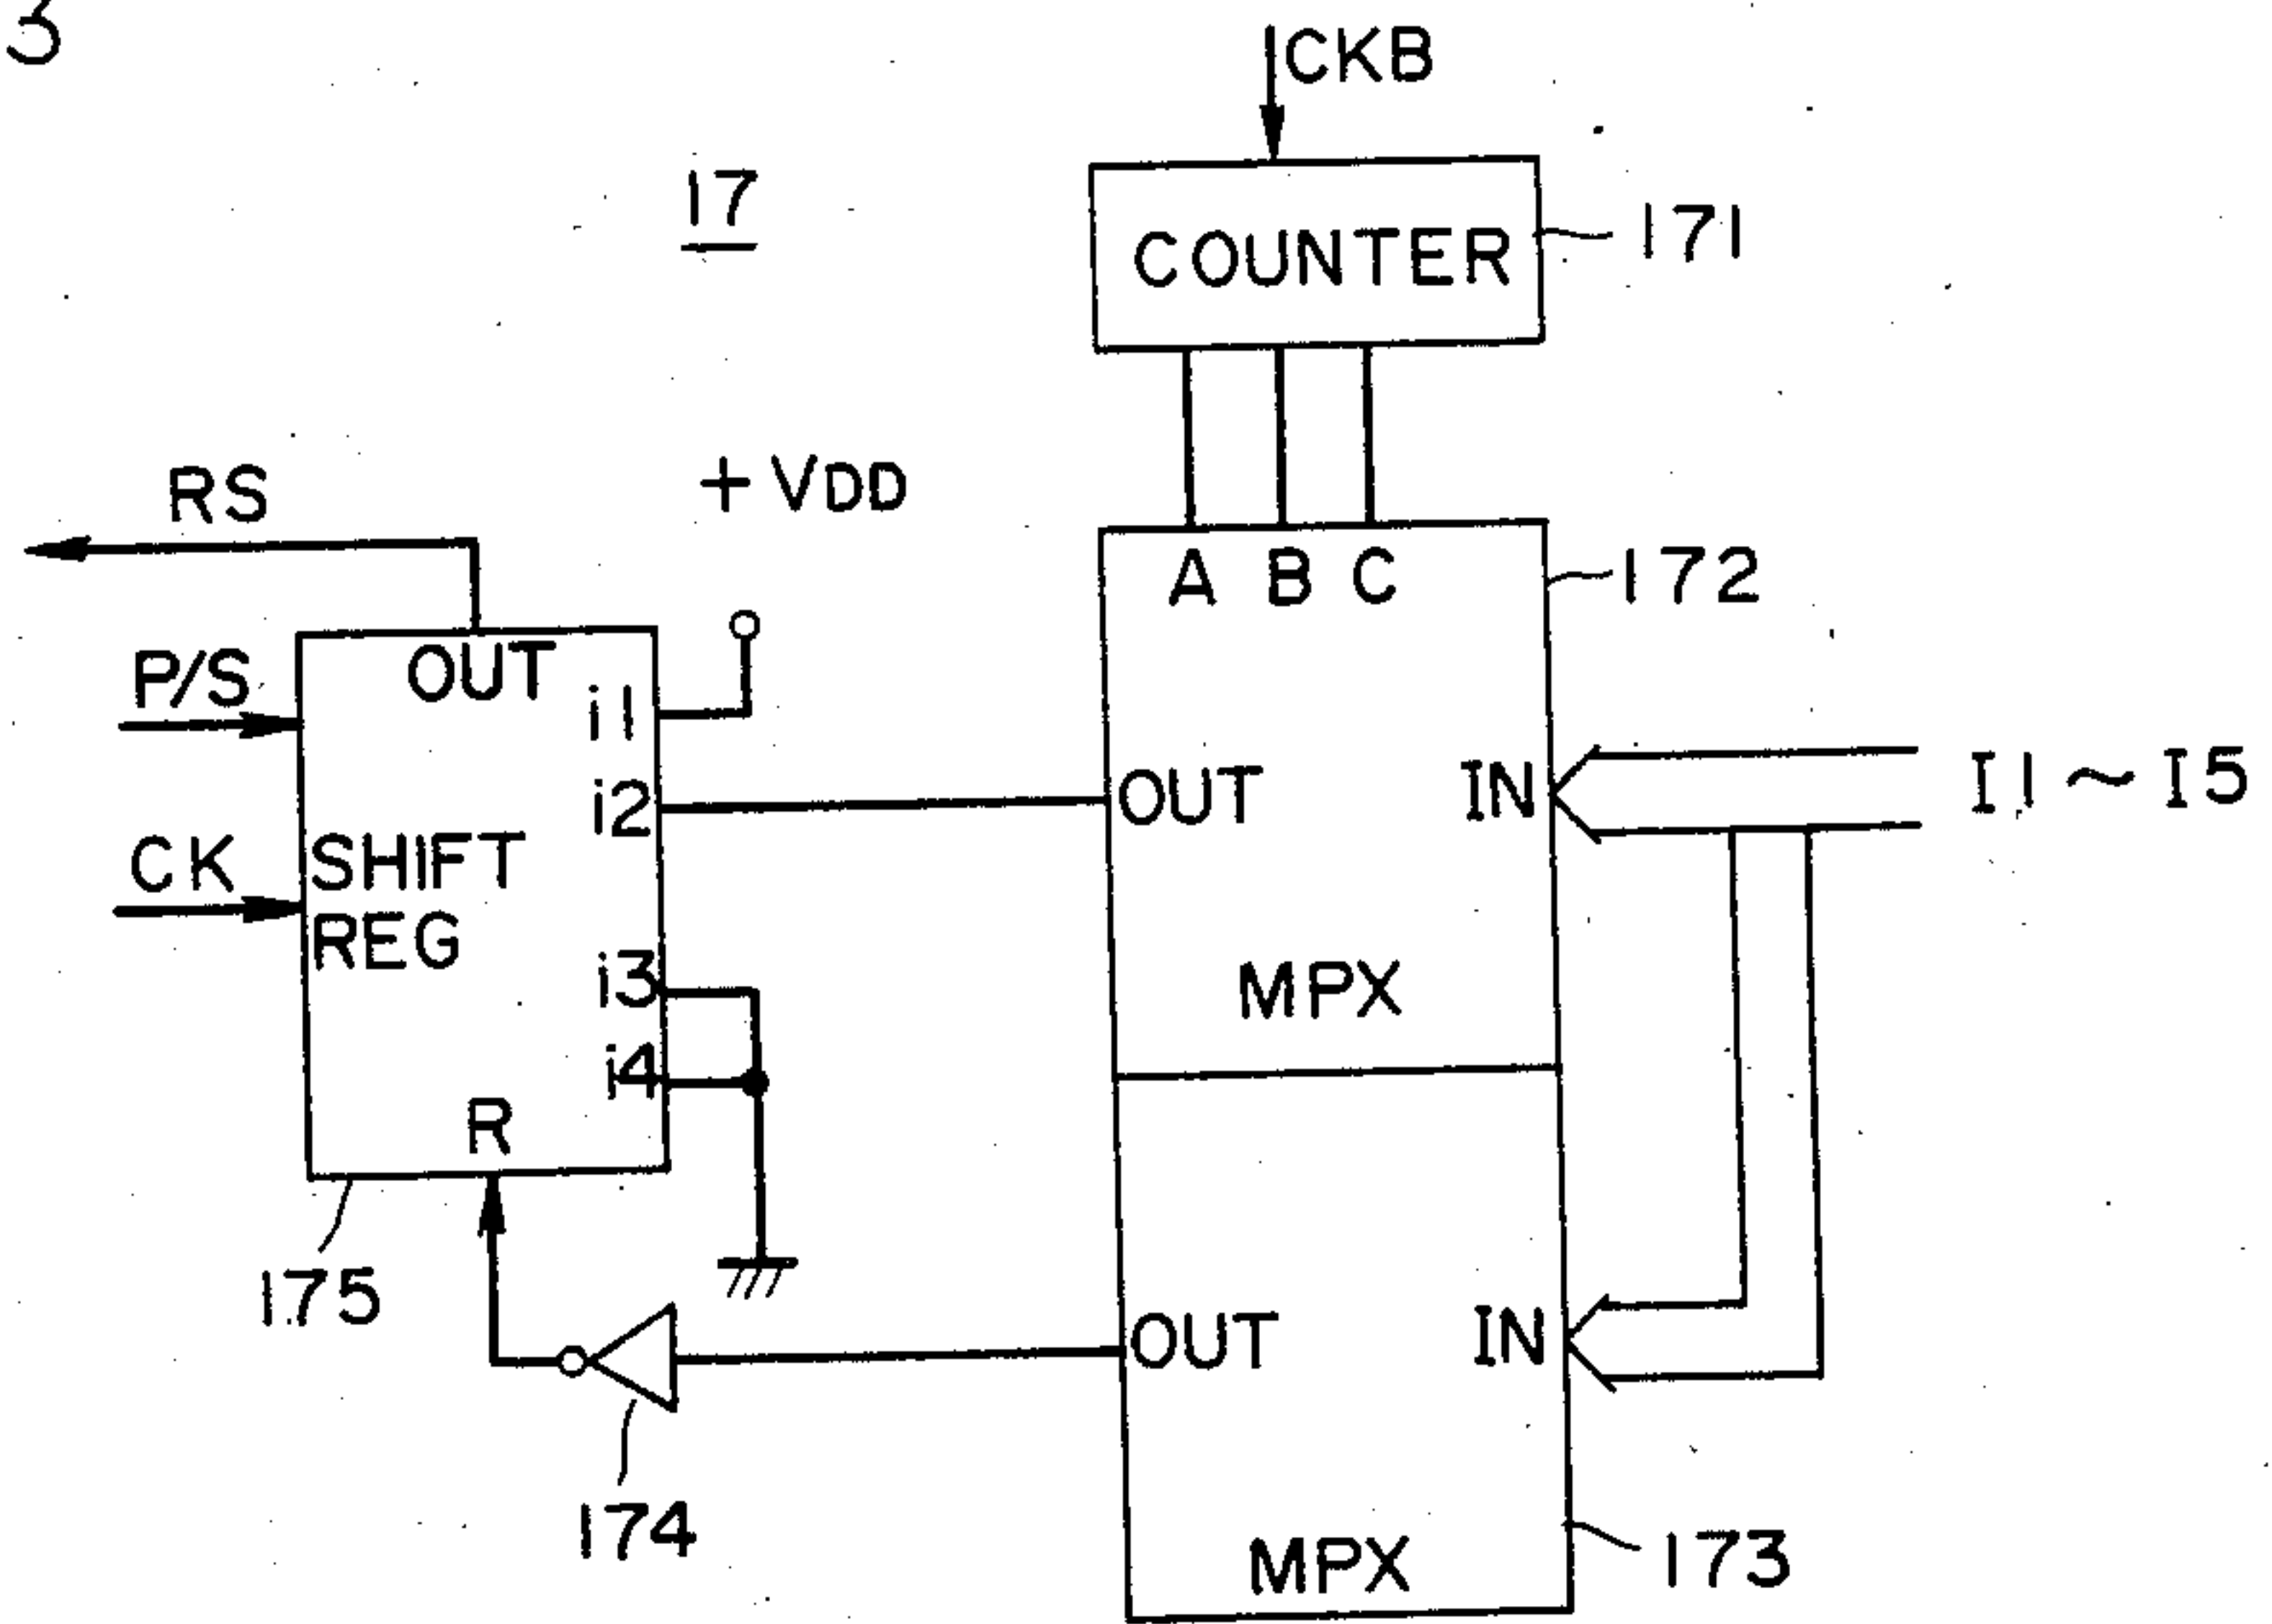 3
CKB
17
COUNTER
171
RS
+VDD
A B C
172
P/S
OUT
i1
i2
OUT
IN
I1~I5
CK
SHIFT
REG
i3
MPX
i4
R
175
OUT
IN
174
MPX
173